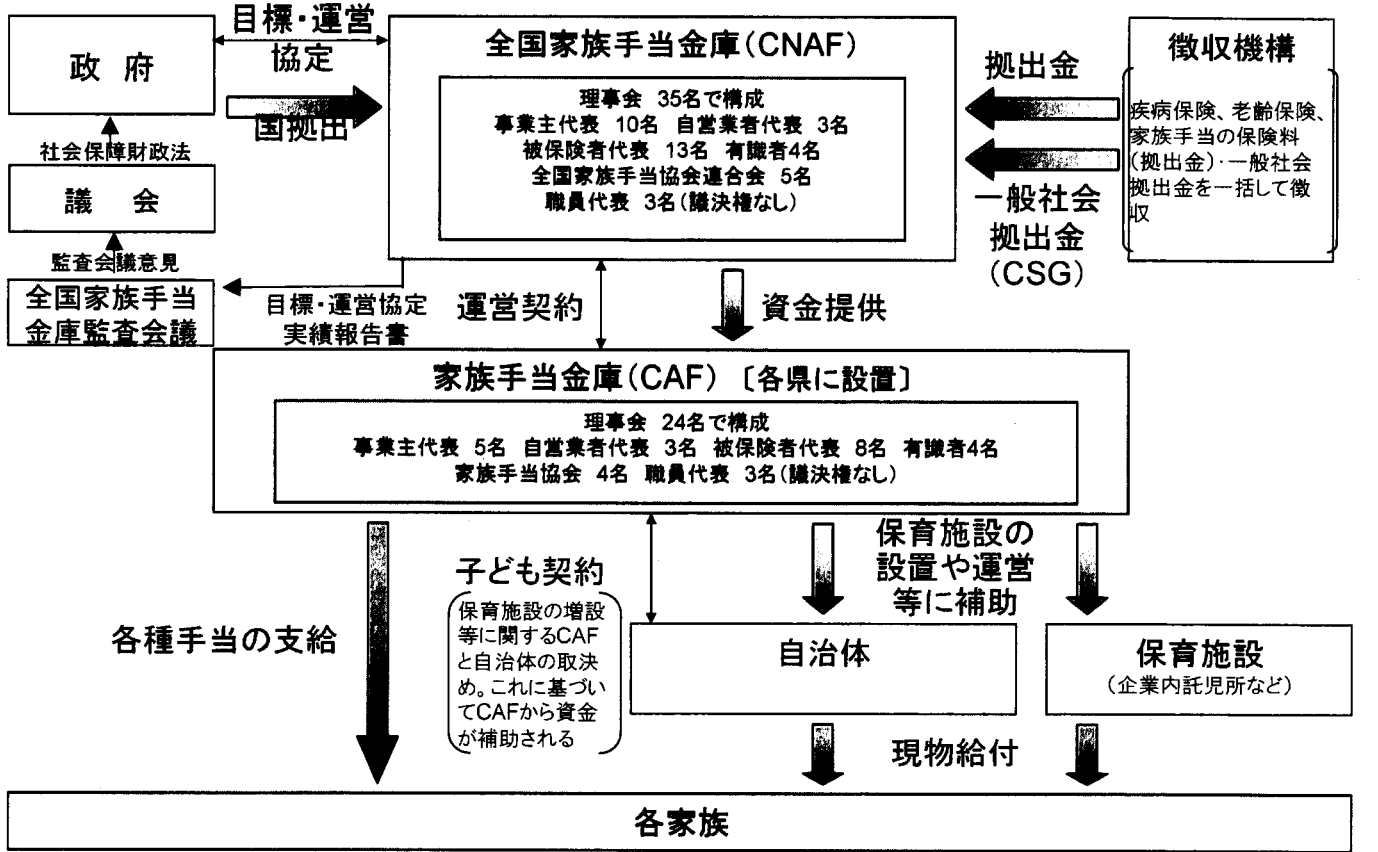 政 府
目標・運営
協定
国拠出
社会保障財政法
議 会
監査会議意見
全国家族手当
金庫監査会議
目標・運営協定
実績報告書
全国家族手当金庫(CNAF)
理事会 35名で構成
事業主代表 10名 自営業者代表 3名
被保険者代表 13名 有識者4名
全国家族手当協会連合会 5名
職員代表 3名(議決権なし)
拠出金
一般社会
拠出金
(CSG)
徴収機構
疾病保険、老齢保険、
家族手当の保険料
(拠出金)・一般社会
拠出金を一括して徴
収
運営契約
資金提供
家族手当金庫(CAF)〔各県に設置〕
理事会 24名で構成
事業主代表 5名 自営業者代表 3名 被保険者代表 8名 有識者4名
家族手当協会 4名 職員代表 3名(議決権なし)
各種手当の支給
子ども契約
保育施設の増設
等に関するCAF
と自治体の取決
め。これに基づい
てCAFから資金
が補助される
保育施設の
設置や運営
等に補助
自治体
保育施設
(企業内託児所など)
現物給付
各家族